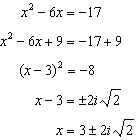 x² − 6x = −17
x² − 6x + 9 = −17 + 9
(x − 3)² = −8
x − 3 = ±2i√2
x = 3 ± 2i√2